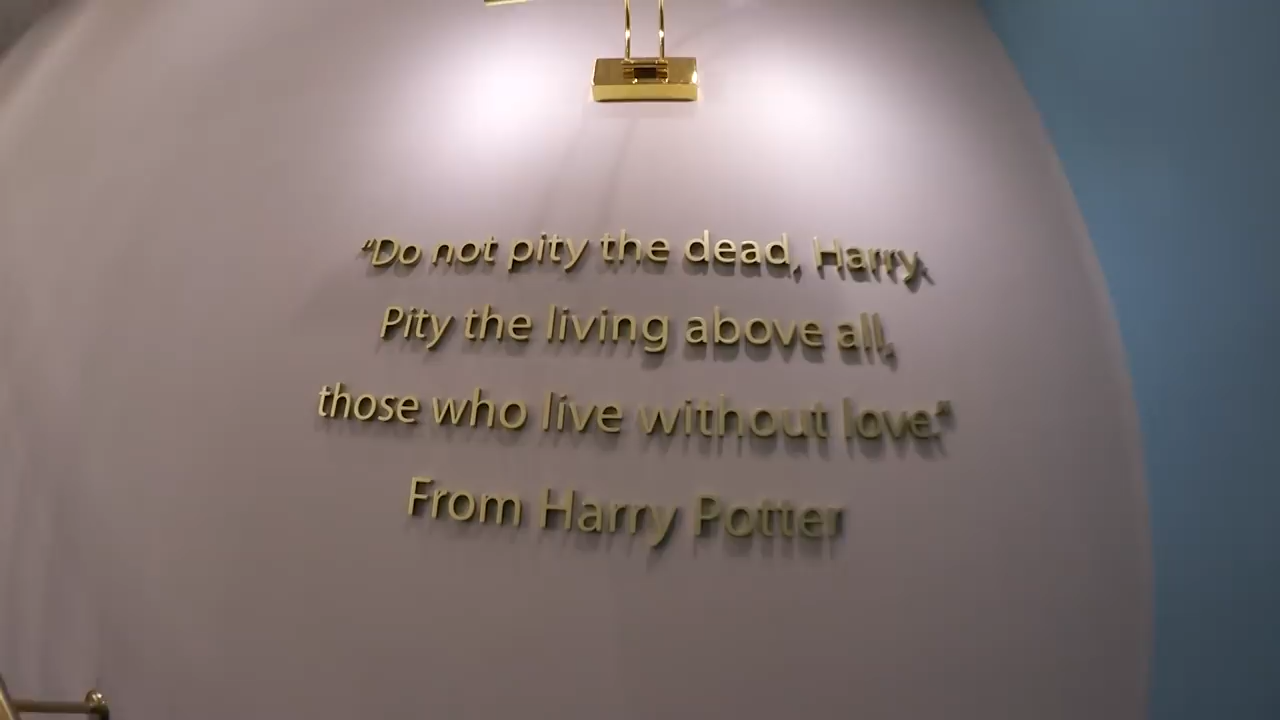 “Do not pity the dead, Harry.
Pity the living above all,
those who live without love.”
From Harry Potter